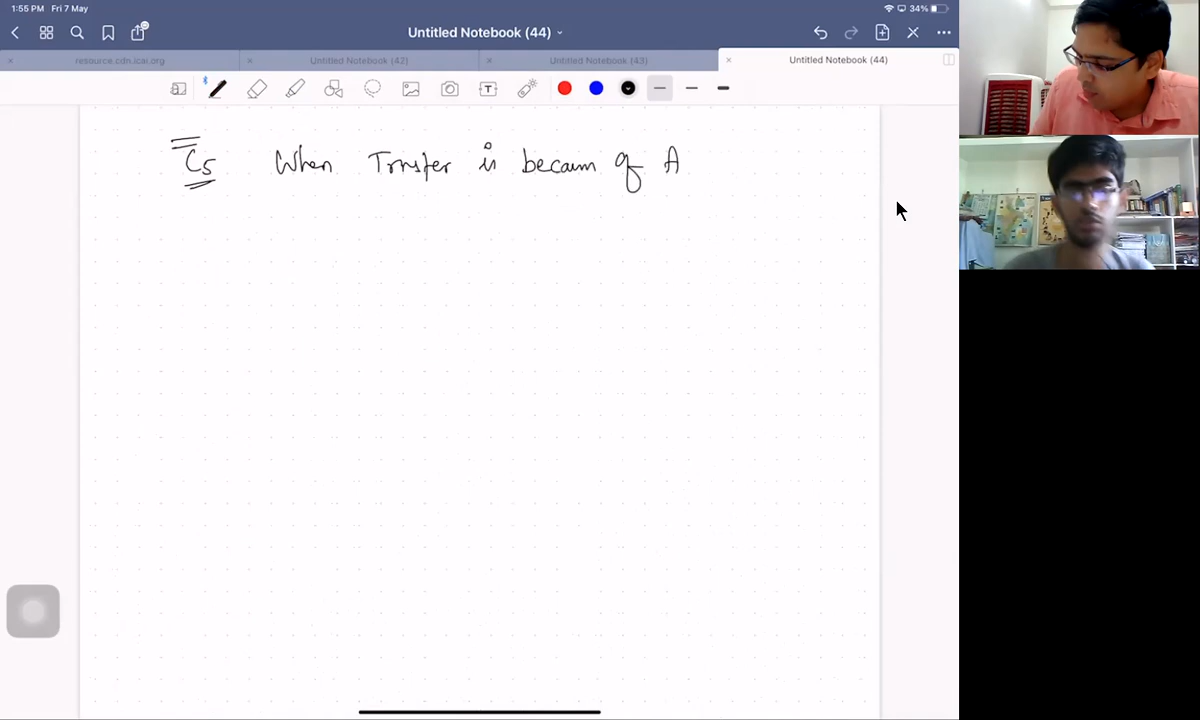 1:55 PM Fri 7 May
34%
Untitled Notebook (44)
resource.cdn.icai.org
Untitled Notebook (42)
Untitled Notebook (43)
Untitled Notebook (44)
T
C5 When Trnsfer is becaum of A